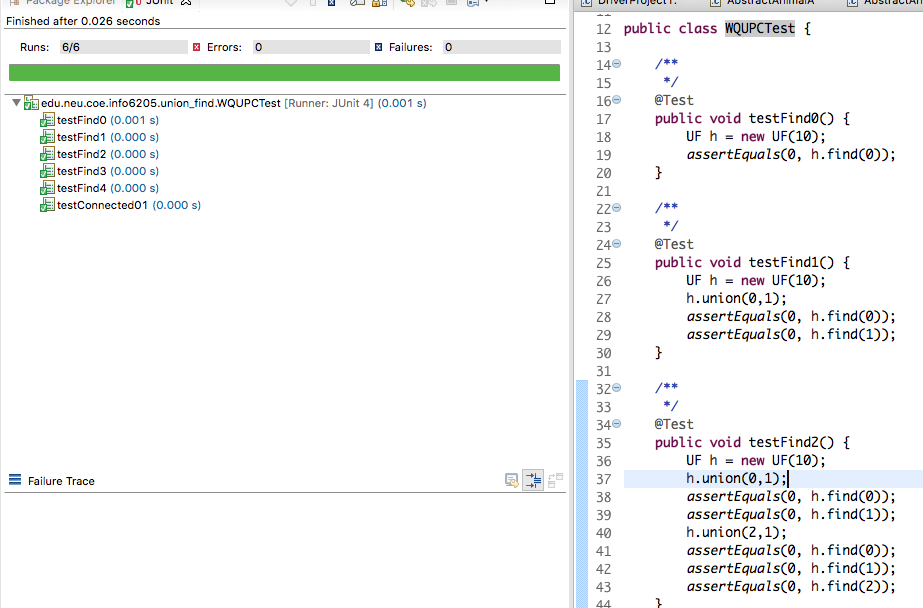 Package Explorer JUnit
Finished after 0.026 seconds
Runs: 6/6 Errors: 0 Failures: 0
edu.neu.coe.info6205.union_find.WQUPCTest [Runner: JUnit 4] (0.001 s)
testFind0 (0.001 s)
testFind1 (0.000 s)
testFind2 (0.000 s)
testFind3 (0.000 s)
testFind4 (0.000 s)
testConnected01 (0.000 s)
Failure Trace
DriverProject1. AbstractAnimalA AbstractAn
12 public class WQUPCTest {
13
14 /**
15 */
16 @Test
17 public void testFind0() {
18 UF h = new UF(10);
19 assertEquals(0, h.find(0));
20 }
21
22 /**
23 */
24 @Test
25 public void testFind1() {
26 UF h = new UF(10);
27 h.union(0,1);
28 assertEquals(0, h.find(0));
29 assertEquals(0, h.find(1));
30 }
31
32 /**
33 */
34 @Test
35 public void testFind2() {
36 UF h = new UF(10);
37 h.union(0,1);
38 assertEquals(0, h.find(0));
39 assertEquals(0, h.find(1));
40 h.union(2,1);
41 assertEquals(0, h.find(0));
42 assertEquals(0, h.find(1));
43 assertEquals(0, h.find(2));
44 }